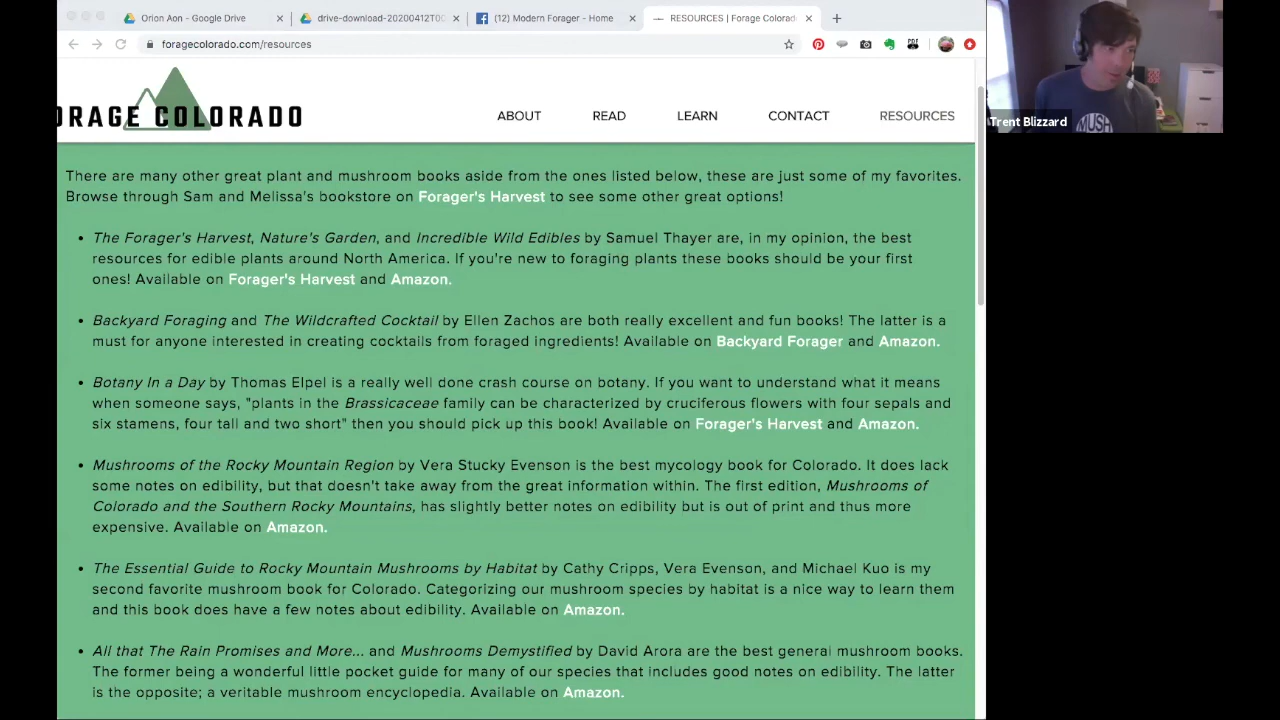 Orion Aon - Google Drive
drive-download-20200412T00
(12) Modern Forager - Home
RESOURCES | Forage Colorado
foragecolorado.com/resources
ORAGE COLORADO
ABOUT READ LEARN CONTACT RESOURCES
MUSH
Trent Blizzard
There are many other great plant and mushroom books aside from the ones listed below, these are just some of my favorites.
Browse through Sam and Melissa's bookstore on Forager's Harvest to see some other great options!
• The Forager's Harvest, Nature's Garden, and Incredible Wild Edibles by Samuel Thayer are, in my opinion, the best
resources for edible plants around North America. If you're new to foraging plants these books should be your first
ones! Available on Forager's Harvest and Amazon.
• Backyard Foraging and The Wildcrafted Cocktail by Ellen Zachos are both really excellent and fun books! The latter is a
must for anyone interested in creating cocktails from foraged ingredients! Available on Backyard Forager and Amazon.
• Botany In a Day by Thomas Elpel is a really well done crash course on botany. If you want to understand what it means
when someone says, "plants in the Brassicaceae family can be characterized by cruciferous flowers with four sepals and
six stamens, four tall and two short" then you should pick up this book! Available on Forager's Harvest and Amazon.
• Mushrooms of the Rocky Mountain Region by Vera Stucky Evenson is the best mycology book for Colorado. It does lack
some notes on edibility, but that doesn't take away from the great information within. The first edition, Mushrooms of
Colorado and the Southern Rocky Mountains, has slightly better notes on edibility but is out of print and thus more
expensive. Available on Amazon.
• The Essential Guide to Rocky Mountain Mushrooms by Habitat by Cathy Cripps, Vera Evenson, and Michael Kuo is my
second favorite mushroom book for Colorado. Categorizing our mushroom species by habitat is a nice way to learn them
and this book does have a few notes about edibility. Available on Amazon.
• All that The Rain Promises and More... and Mushrooms Demystified by David Arora are the best general mushroom books.
The former being a wonderful little pocket guide for many of our species that includes good notes on edibility. The latter
is the opposite; a veritable mushroom encyclopedia. Available on Amazon.